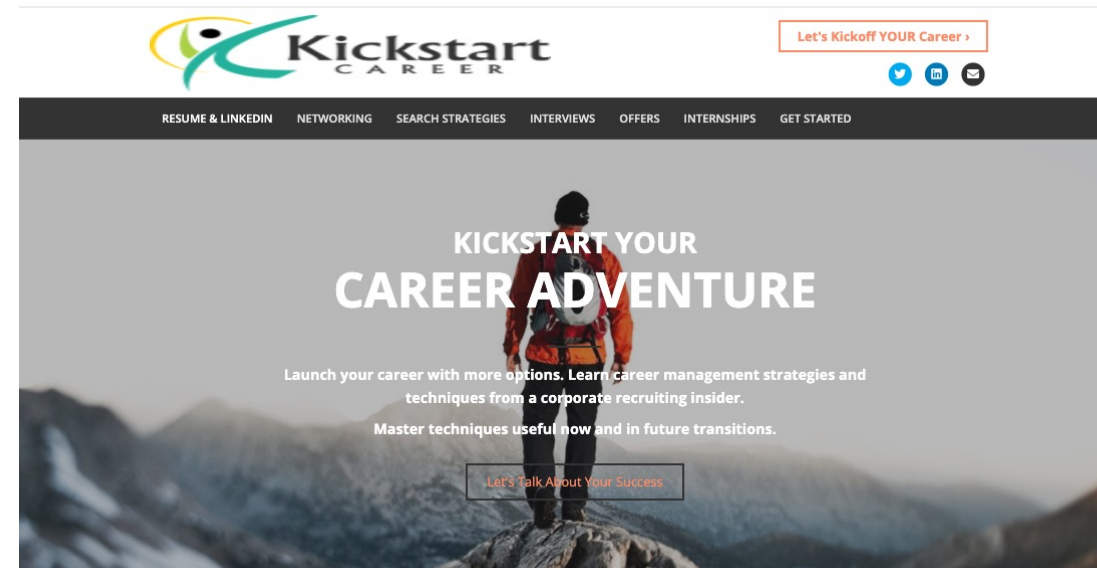 Kickstart
CAREER
Let's Kickoff YOUR Career ›
RESUME & LINKEDIN NETWORKING SEARCH STRATEGIES INTERVIEWS OFFERS INTERNSHIPS GET STARTED
KICKSTART YOUR
CAREER ADVENTURE
Launch your career with more options. Learn career management strategies and
techniques from a corporate recruiting insider.
Master techniques useful now and in future transitions.
Let's Talk About Your Success